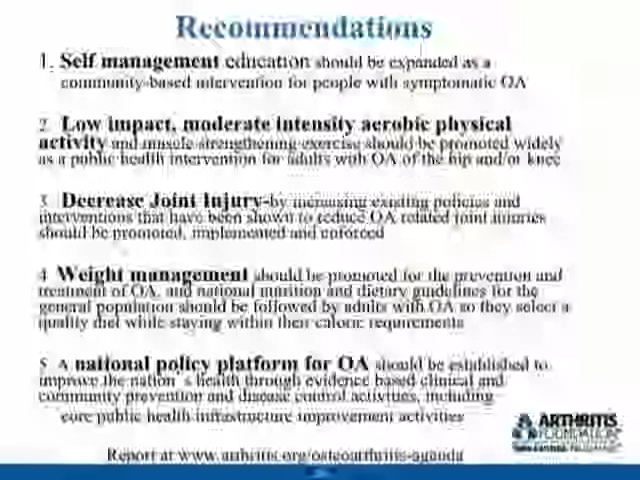 Recommendations
1. Self management education should be expanded as a
community-based intervention for people with symptomatic OA
2. Low impact, moderate intensity aerobic physical
activity and muscle strengthening exercise should be promoted widely
as a public health intervention for adults with OA of the hip and/or knee
3. Decrease Joint Injury-by increasing existing policies and
interventions that have been shown to reduce OA related joint injuries
should be promoted, implemented and enforced
4. Weight management should be promoted for the prevention and
treatment of OA, and national nutrition and dietary guidelines for the
general population should be followed by adults with OA so they select a
quality diet while staying within their caloric requirements
5. A national policy platform for OA should be established to
improve the nation's health through evidence based clinical and
community prevention and disease control activities, including
core public health infrastructure improvement activities
ARTHRITIS
FOUNDATION
Report at www.arthritis.org/osteoarthritis-agenda